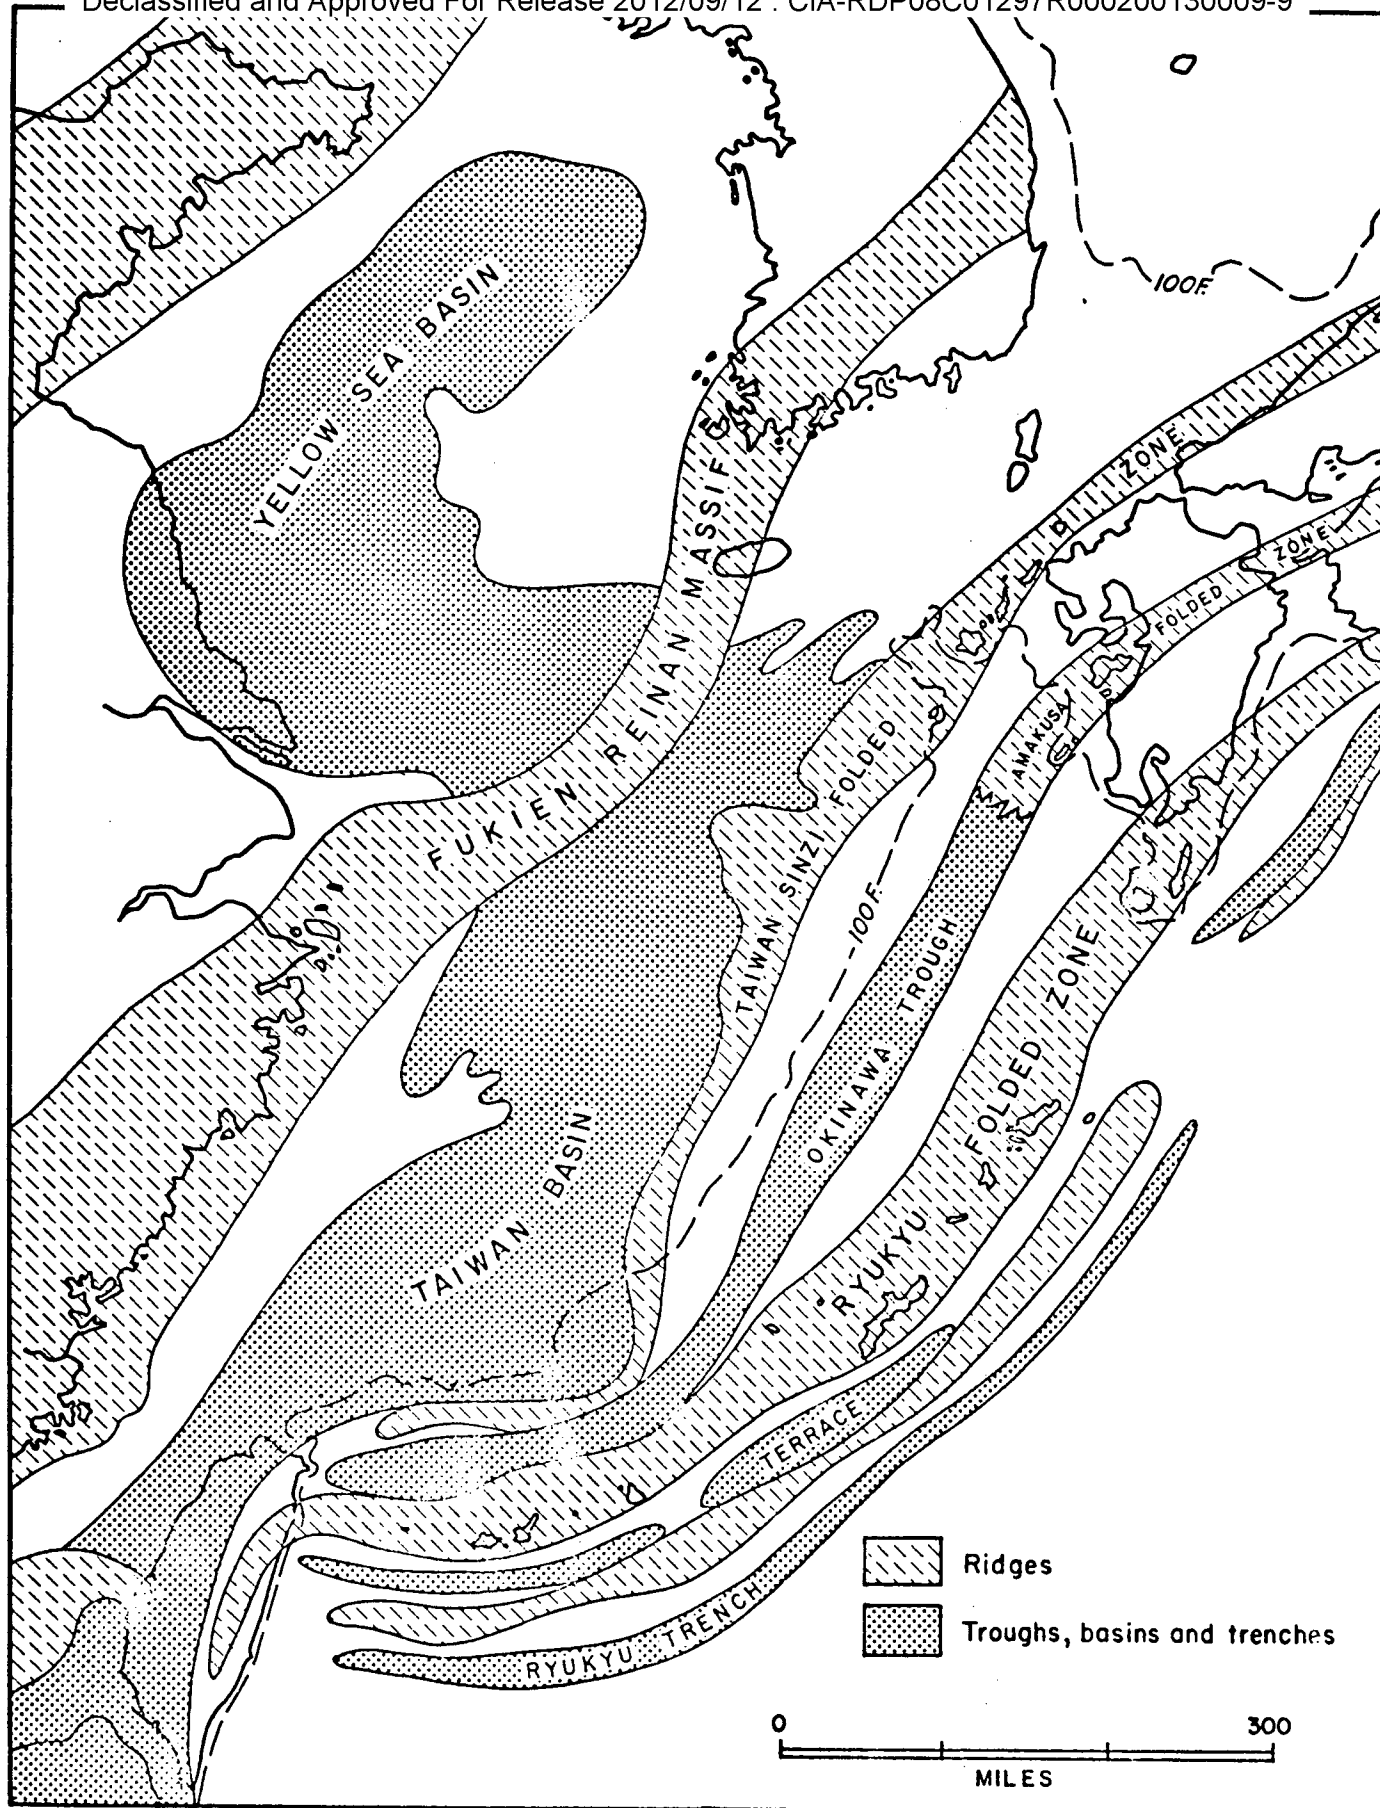 Declassified and Approved For Release 2012/09/12 : CIA-RDP08C01297R000200130009-9
100F.
YELLOW SEA BASIN
ZONE
ZONE
FOLDED
FUKIEN REINAN MASSIF
AMAKUSA
TAIWAN SINZI FOLDED
100F.
OKINAWA TROUGH
RYUKYU FOLDED ZONE
TAIWAN BASIN
TERRACE
RYUKYU TRENCH
Ridges
Troughs, basins and trenches
0 300
MILES